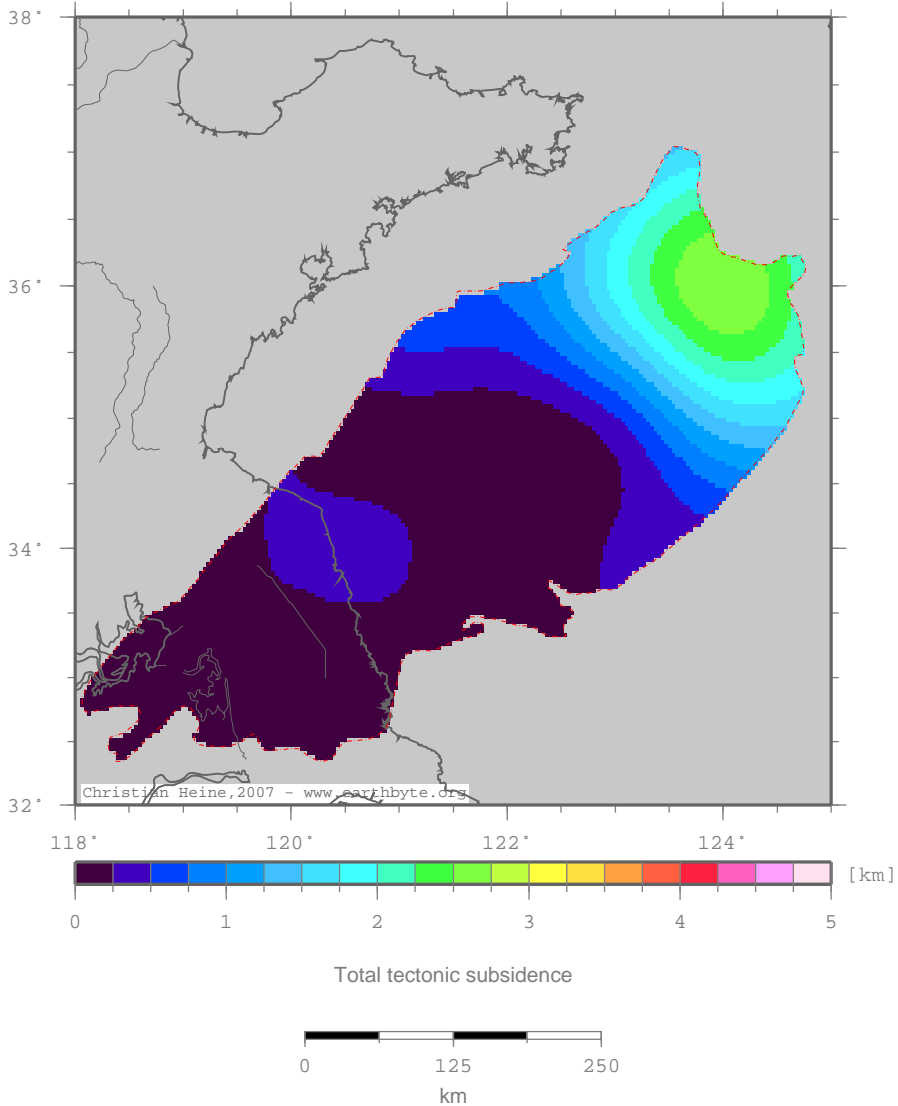 38°
36°
34°
32°
Christian Heine,2007 - www.earthbyte.org
118° 120° 122° 124°
[km]
0 1 2 3 4 5
Total tectonic subsidence
0 125 250
km